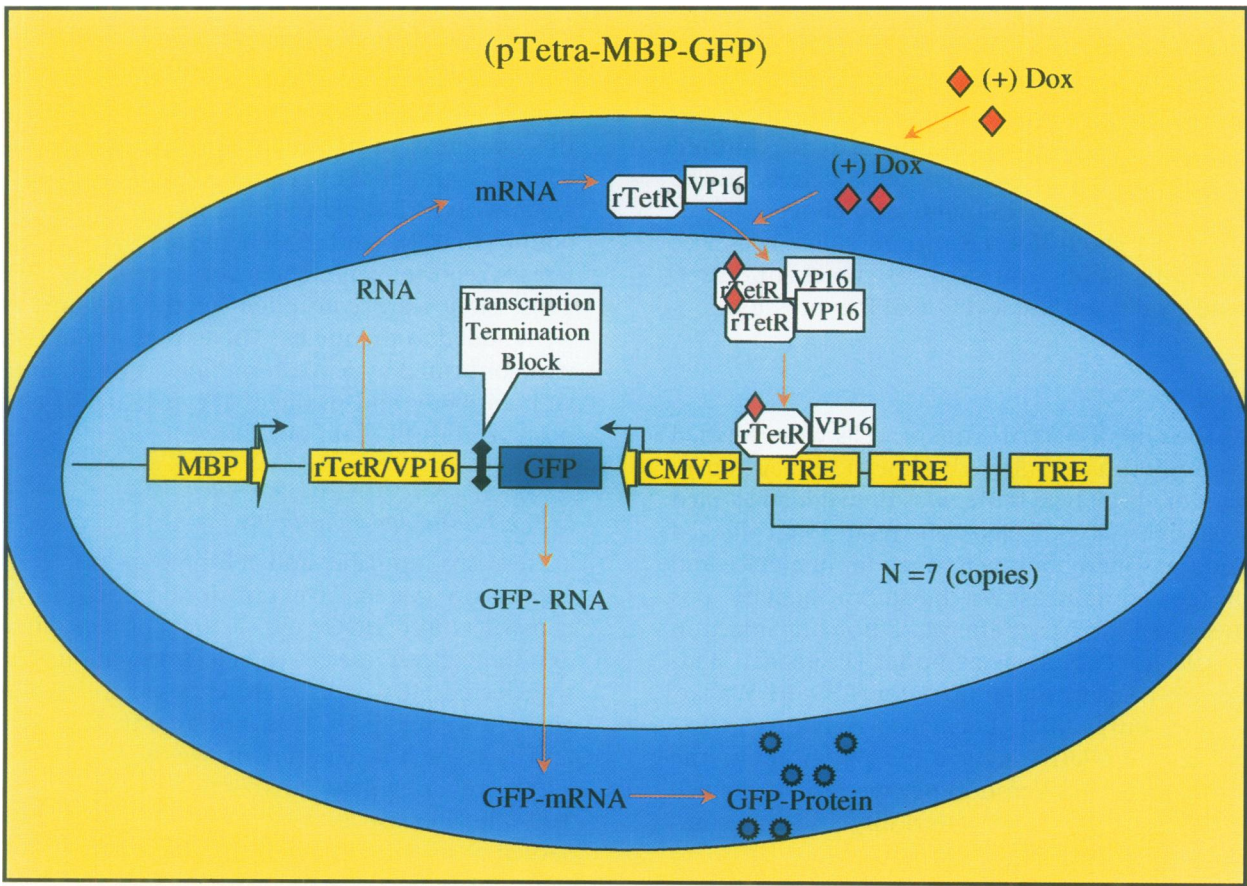 (pTetra-MBP-GFP)
(+) Dox
(+) Dox
mRNA
rTetR
VP16
RNA
Transcription
Termination
Block
rTetR
VP16
rTetR
VP16
rTetR
VP16
MBP
rTetR/VP16
GFP
CMV-P
TRE
TRE
TRE
N =7 (copies)
GFP- RNA
GFP-mRNA
GFP-Protein